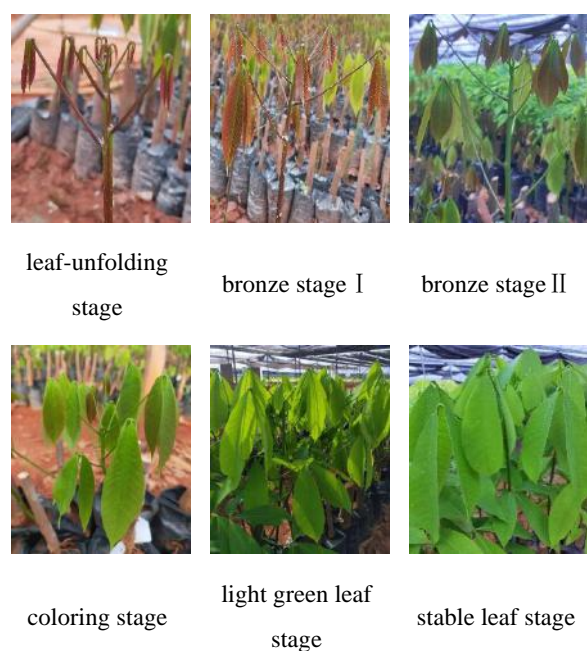 leaf-unfolding
stage
bronze stage Ⅰ
bronze stage Ⅱ
coloring stage
light green leaf
stage
stable leaf stage